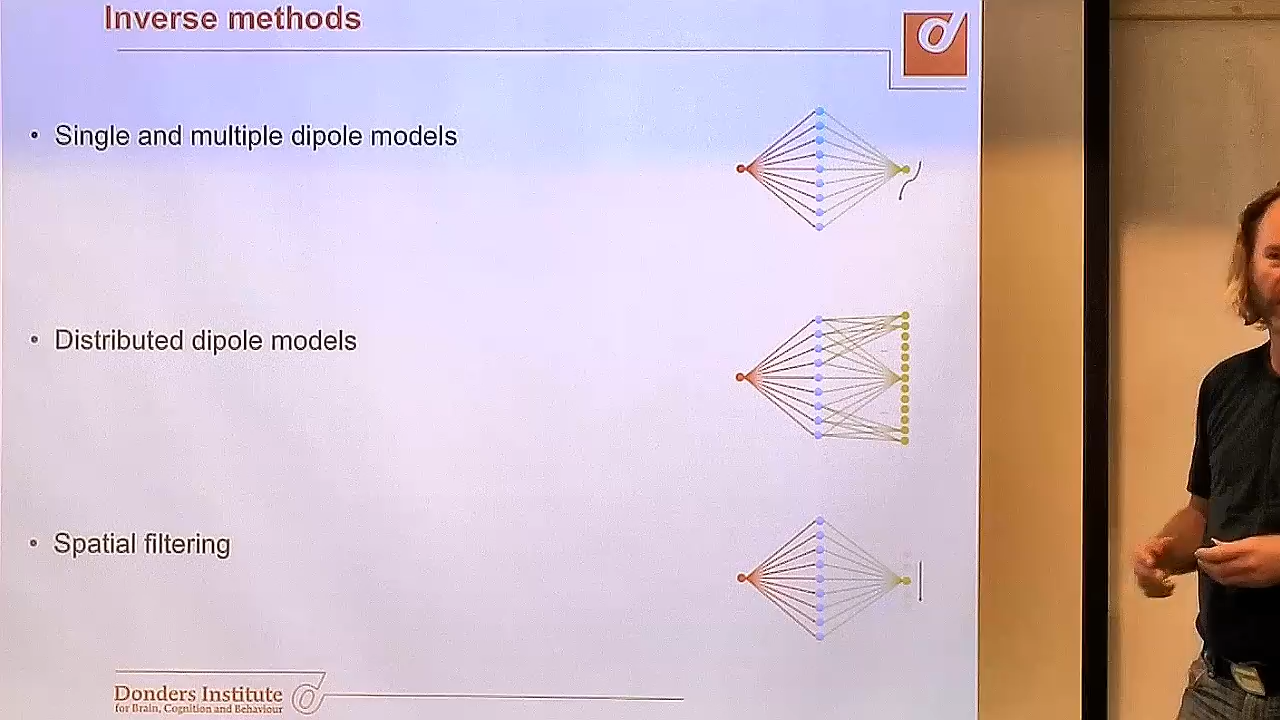 Inverse methods
• Single and multiple dipole models
• Distributed dipole models
• Spatial filtering
Donders Institute
for Brain, Cognition and Behaviour